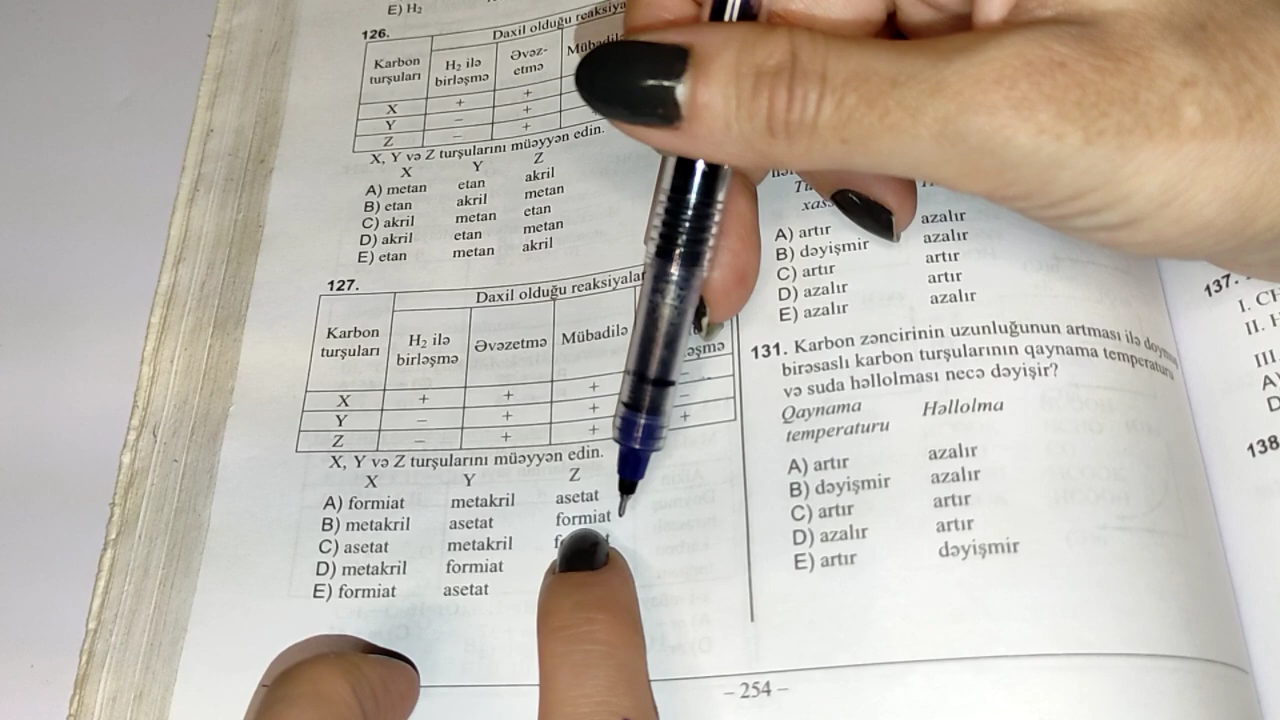 E) H₂
126.
Daxil olduğu reaksiya
Karbon turşuları
H₂ ilə birləşmə
Əvəz-
etmə
X + +
Y – +
Z – +
X, Y və Z turşularını müəyyən edin.
X Y Z
A) metan etan akril
B) etan akril metan
C) akril metan etan
D) akril etan metan
E) etan metan akril
127.
Daxil olduğu reaksiyalar
Karbon turşuları
H₂ ilə birləşmə
Əvəzetmə
Mübadilə
X + + + –
Y – + + –
Z – + + +
X, Y və Z turşularını müəyyən edin.
X Y Z
A) formiat metakril asetat
B) metakril asetat formiat
C) asetat metakril
D) metakril formiat
E) formiat asetat
A) artır azalır
B) dəyişmir azalır
C) artır artır
D) azalır artır
E) azalır azalır
131. Karbon zəncirinin uzunluğunun artması ilə
birəsaslı karbon turşularının qaynama
və suda həllolması necə dəyişir?
Qaynama Həllolma
temperaturu
A) artır azalır
B) dəyişmir azalır
C) artır artır
D) azalır artır
E) artır dəyişmir
– 254 –
137.
I.
II.
III
A)
D
138